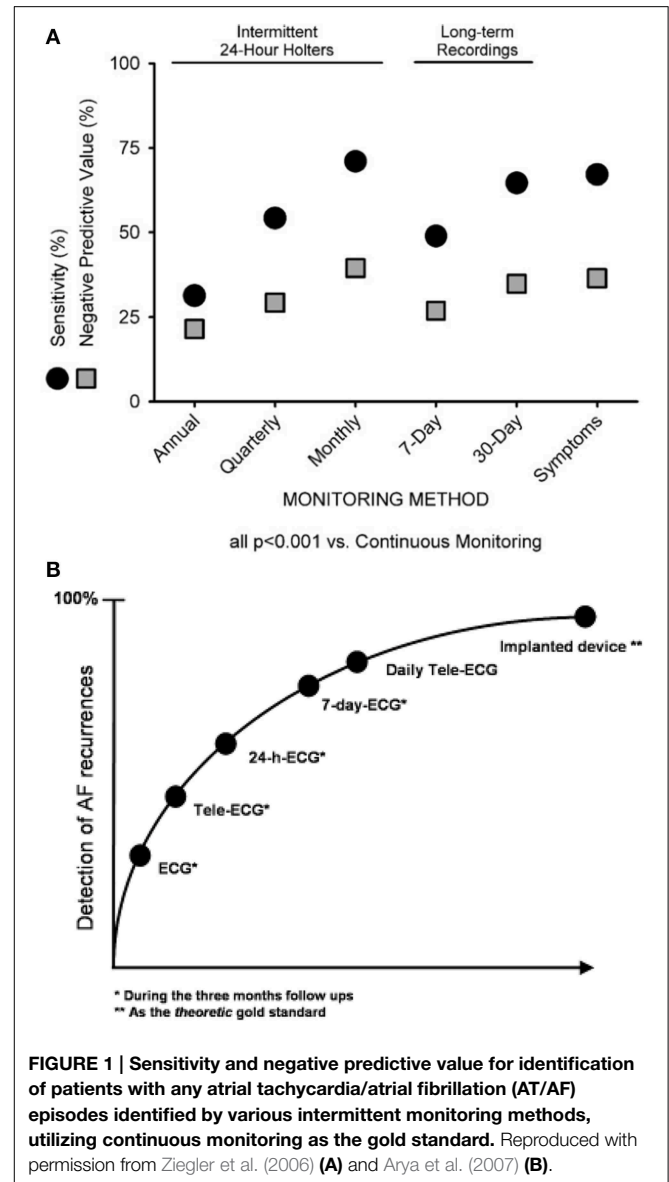 A
Intermittent
24-Hour Holters
Long-term
Recordings
100
75
50
25
0
Sensitivity (%)
Negative Predictive Value (%)
Annual
Quarterly
Monthly
7-Day
30-Day
Symptoms
MONITORING METHOD
all p<0.001 vs. Continuous Monitoring
B
100%
Detection of AF recurrences
Implanted device **
Daily Tele-ECG
7-day-ECG*
24-h-ECG*
Tele-ECG*
ECG*
* During the three months follow ups
** As the theoretic gold standard
FIGURE 1 | Sensitivity and negative predictive value for identification
of patients with any atrial tachycardia/atrial fibrillation (AT/AF)
episodes identified by various intermittent monitoring methods,
utilizing continuous monitoring as the gold standard. Reproduced with
permission from Ziegler et al. (2006) (A) and Arya et al. (2007) (B).